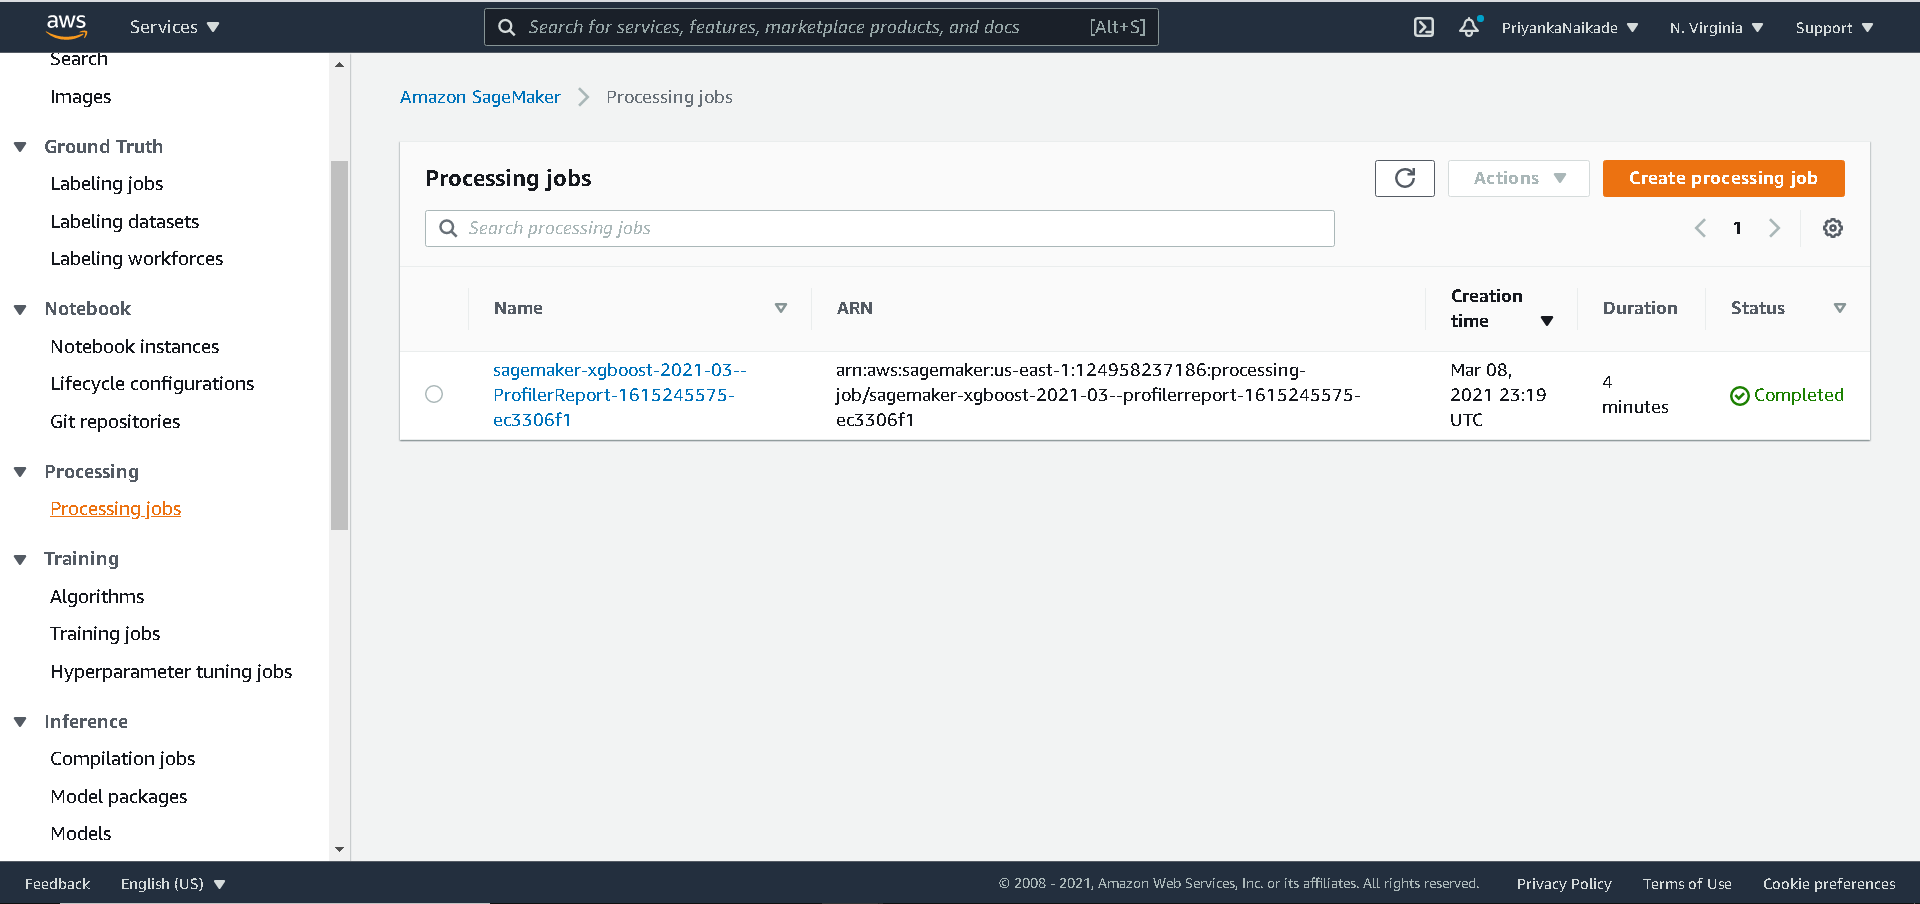 aws
Services
Search for services, features, marketplace products, and docs
[Alt+S]
PriyankaNaikade
N. Virginia
Support
Search
Images
Ground Truth
Labeling jobs
Labeling datasets
Labeling workforces
Notebook
Notebook instances
Lifecycle configurations
Git repositories
Processing
Processing jobs
Training
Algorithms
Training jobs
Hyperparameter tuning jobs
Inference
Compilation jobs
Model packages
Models
Amazon SageMaker
Processing jobs
Processing jobs
Actions
Create processing job
Search processing jobs
1
Name
ARN
Creation
time
Duration
Status
sagemaker-xgboost-2021-03--
ProfilerReport-1615245575-
ec3306f1
arn:aws:sagemaker:us-east-1:124958237186:processing-
job/sagemaker-xgboost-2021-03--profilerreport-1615245575-
ec3306f1
Mar 08,
2021 23:19
UTC
4
minutes
Completed
Feedback
English (US)
© 2008 - 2021, Amazon Web Services, Inc. or its affiliates. All rights reserved.
Privacy Policy
Terms of Use
Cookie preferences